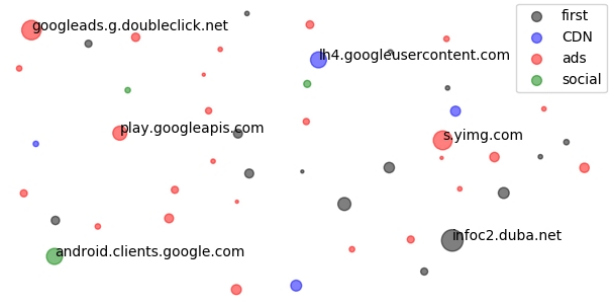 googleads.g.doubleclick.net
lh4.googleusercontent.com
play.googleapis.com
s.yimg.com
android.clients.google.com
infoc2.duba.net
first
CDN
ads
social